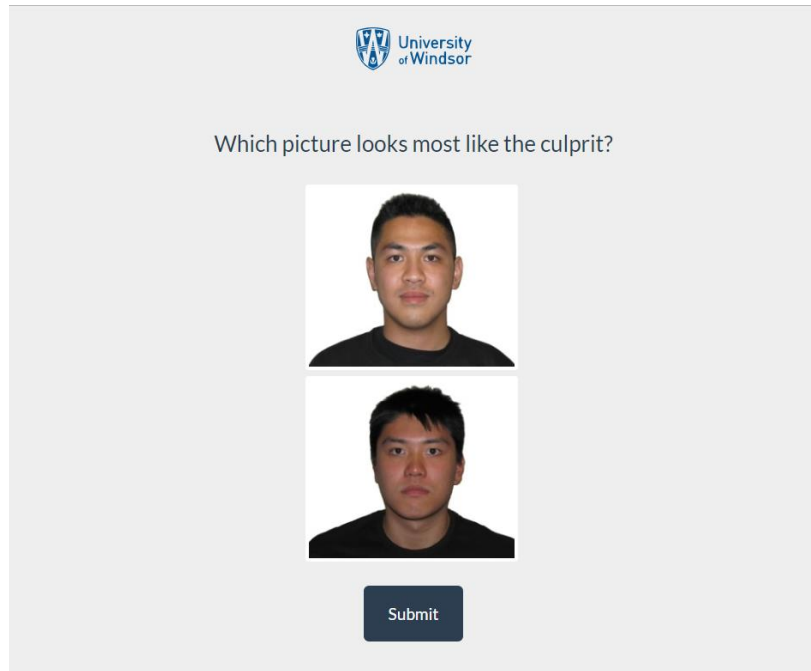 University
of Windsor
Which picture looks most like the culprit?
Submit